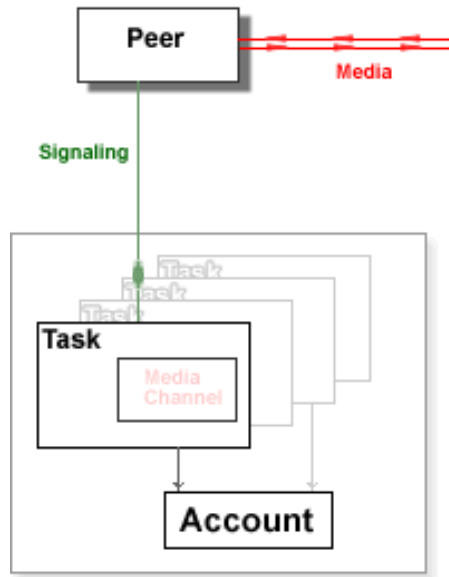 Peer
Media
Signaling
Task
Task
Task
Task
Media
Channel
Account